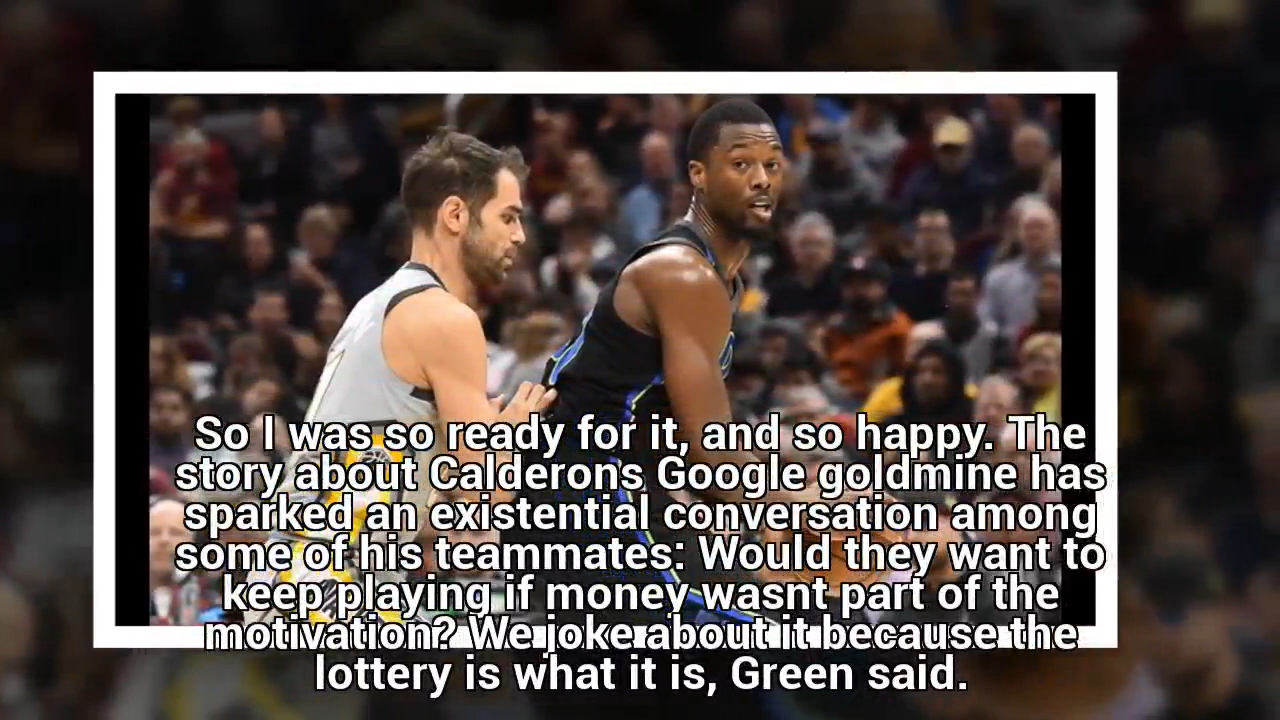 So I was so ready for it, and so happy. The
story about Calderons Google goldmine has
sparked an existential conversation among
some of his teammates: Would they want to
keep playing if money wasnt part of the
motivation? We joke about it because the
lottery is what it is, Green said.